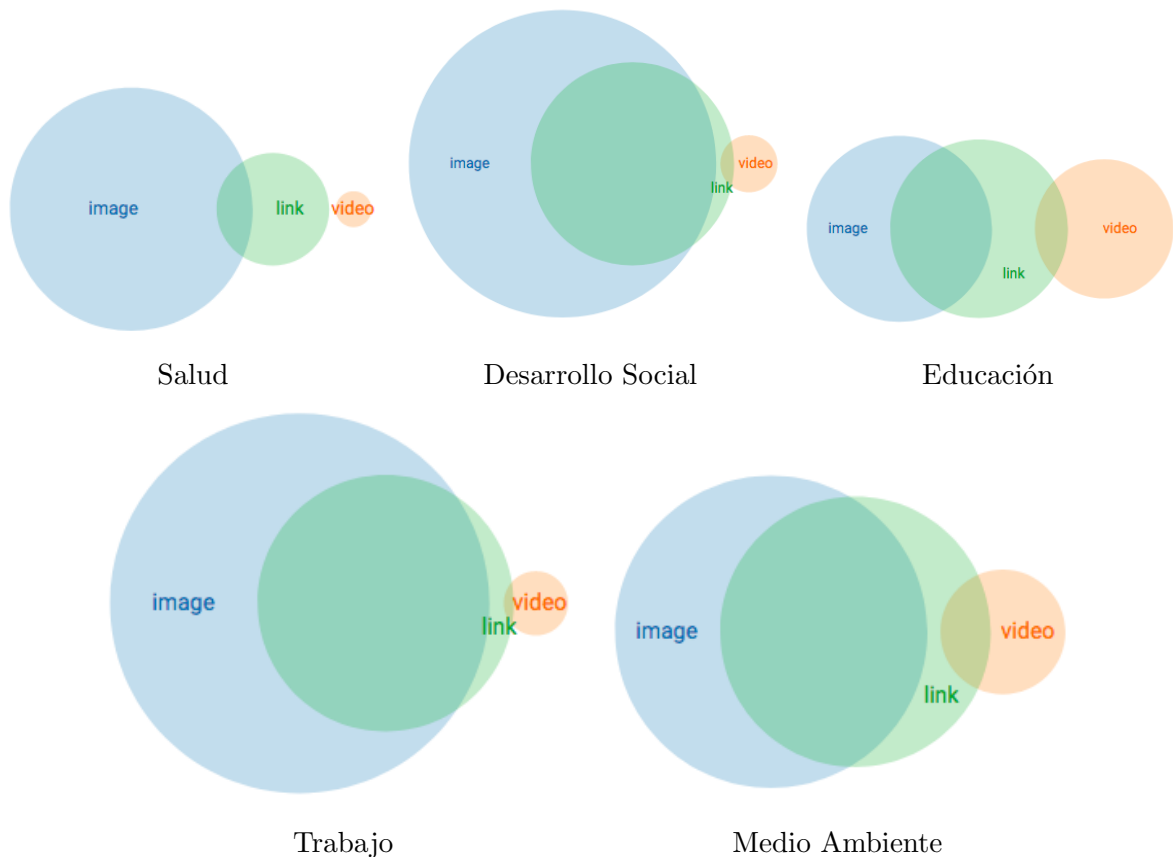 image
link
video
Salud
image
link
video
Desarrollo Social
image
link
video
Educación
image
link
video
Trabajo
image
link
video
Medio Ambiente